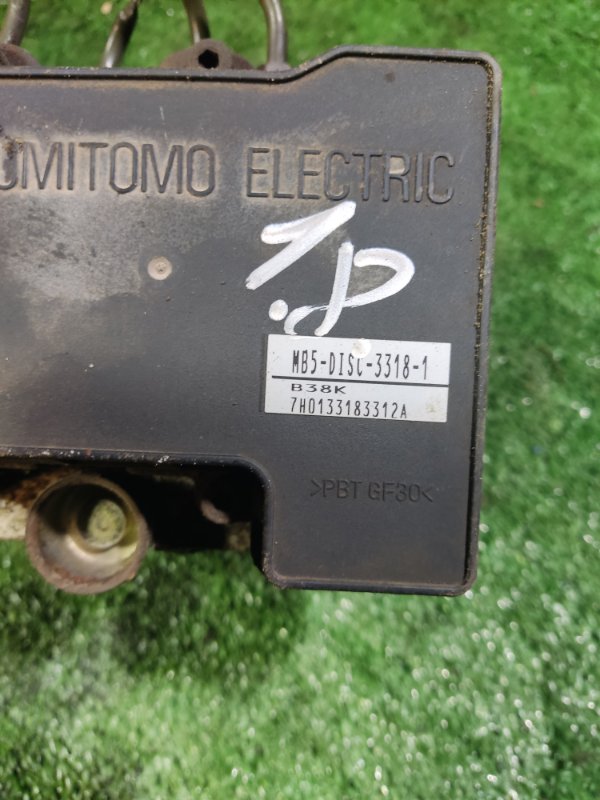 UMITOMO ELECTRIC
1.P
MB5-DISC-3318-1
B38K
7H0133183312A
>PBT GF30<